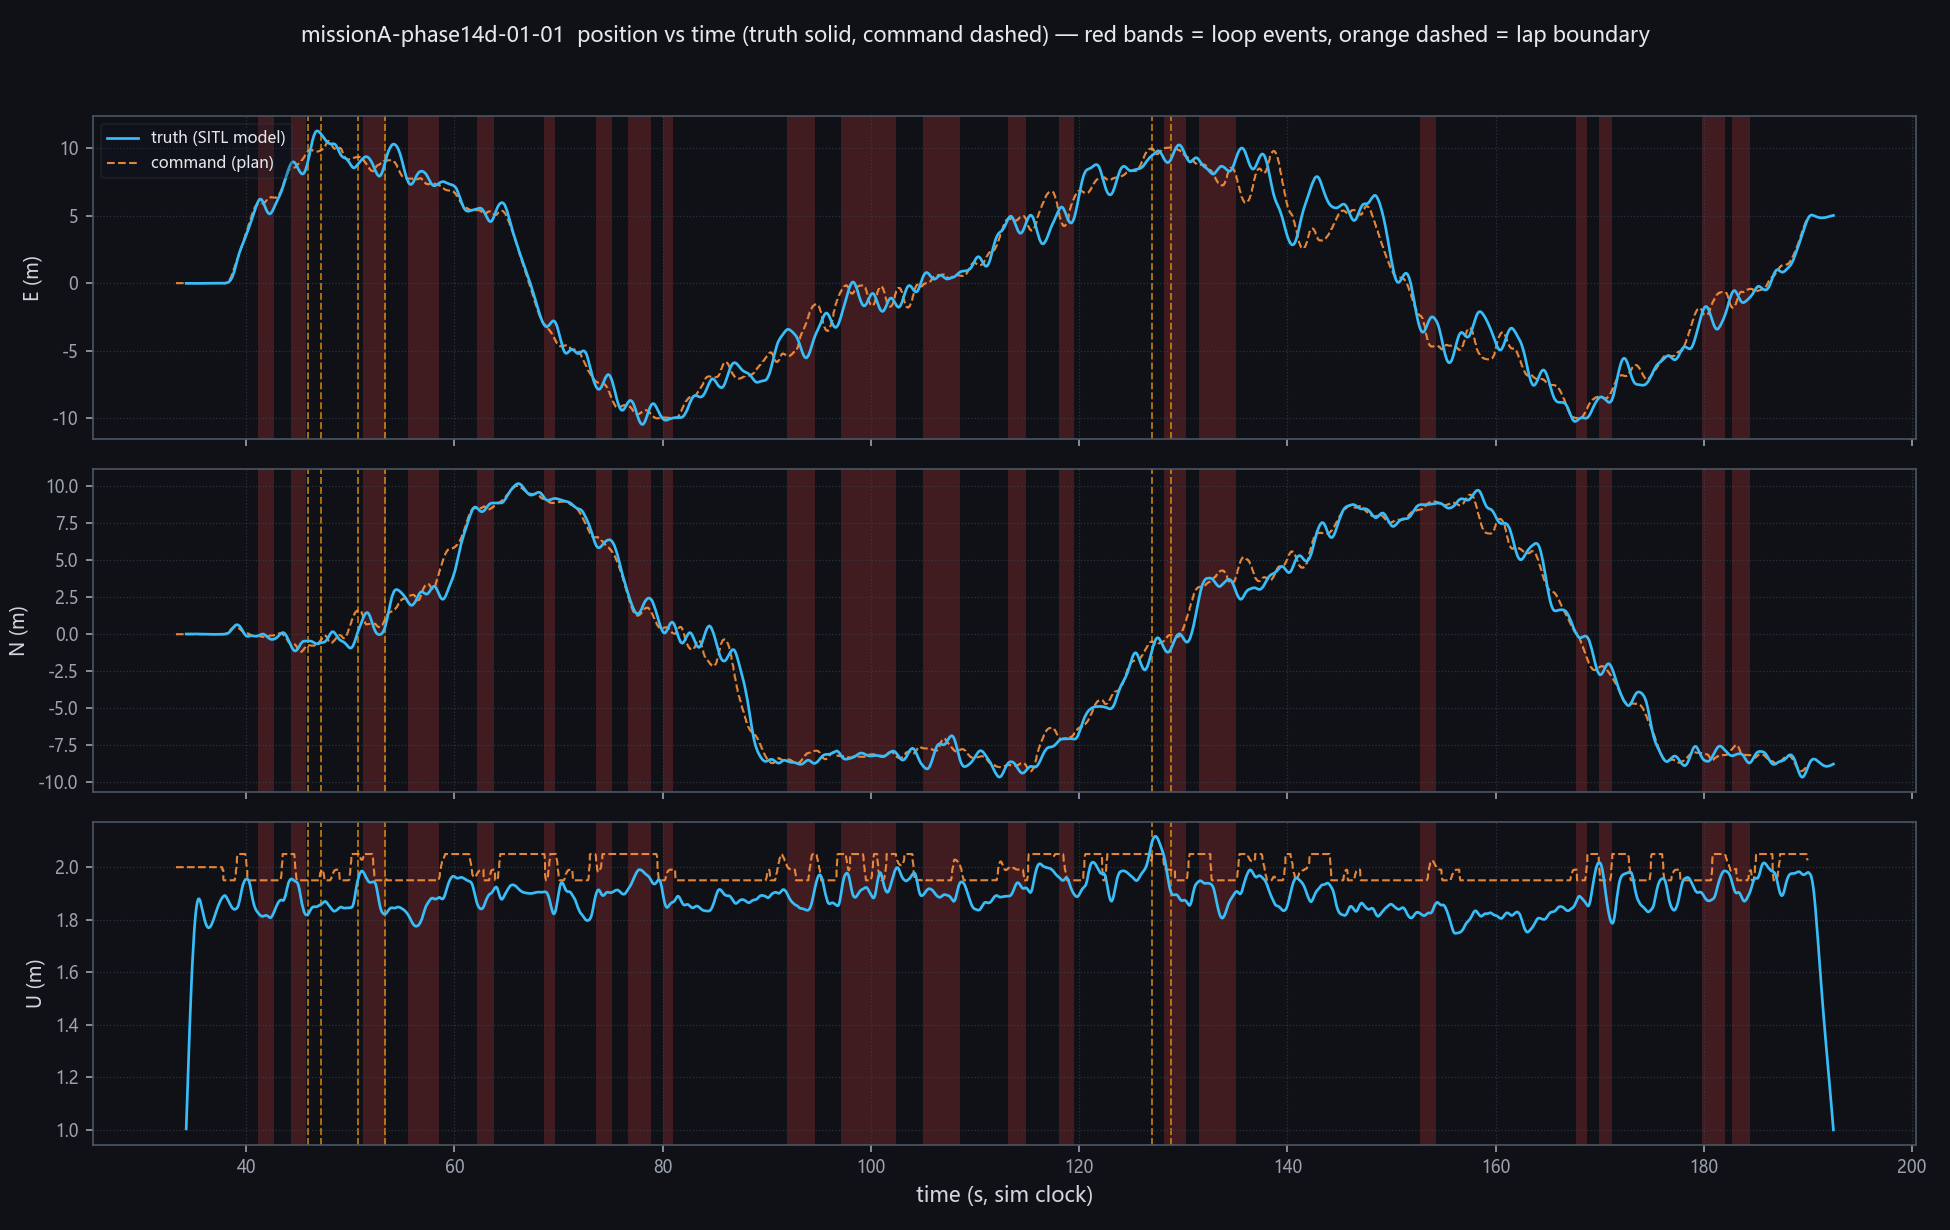 missionA-phase14d-01-01  position vs time (truth solid, command dashed) — red bands = loop events, orange dashed = lap boundary
truth (SITL model)
command (plan)
E (m)
10
5
0
-5
-10
N (m)
10.0
7.5
5.0
2.5
0.0
-2.5
-5.0
-7.5
-10.0
U (m)
2.0
1.8
1.6
1.4
1.2
1.0
40 60 80 100 120 140 160 180 200
time (s, sim clock)